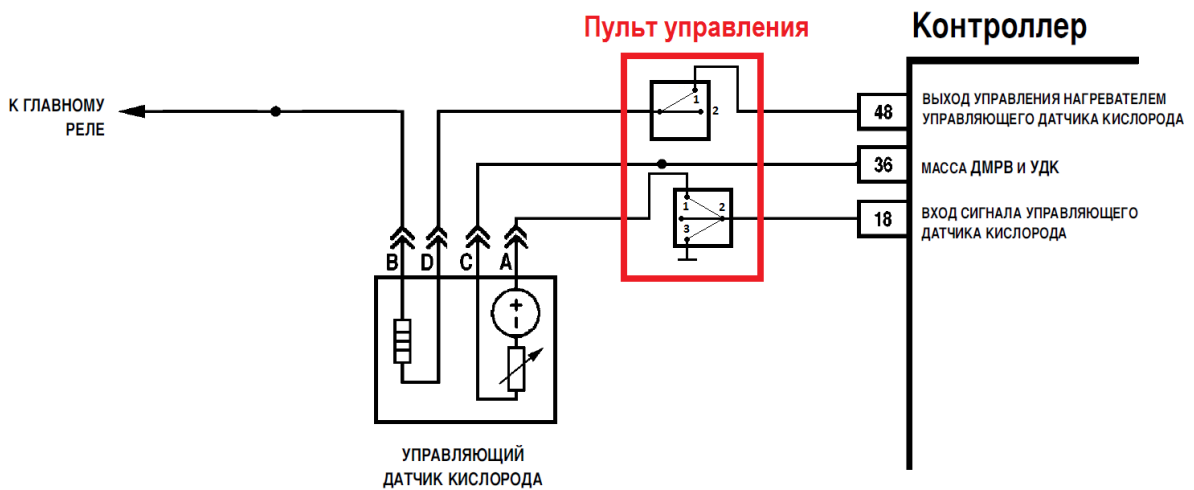 Пульт управления
Контроллер
К ГЛАВНОМУ
РЕЛЕ
1
2
48
ВЫХОД УПРАВЛЕНИЯ НАГРЕВАТЕЛЕМ
УПРАВЛЯЮЩЕГО ДАТЧИКА КИСЛОРОДА
36
МАССА ДМРВ И УДК
1
2
3
18
ВХОД СИГНАЛА УПРАВЛЯЮЩЕГО
ДАТЧИКА КИСЛОРОДА
B D C A
+
−
УПРАВЛЯЮЩИЙ
ДАТЧИК КИСЛОРОДА